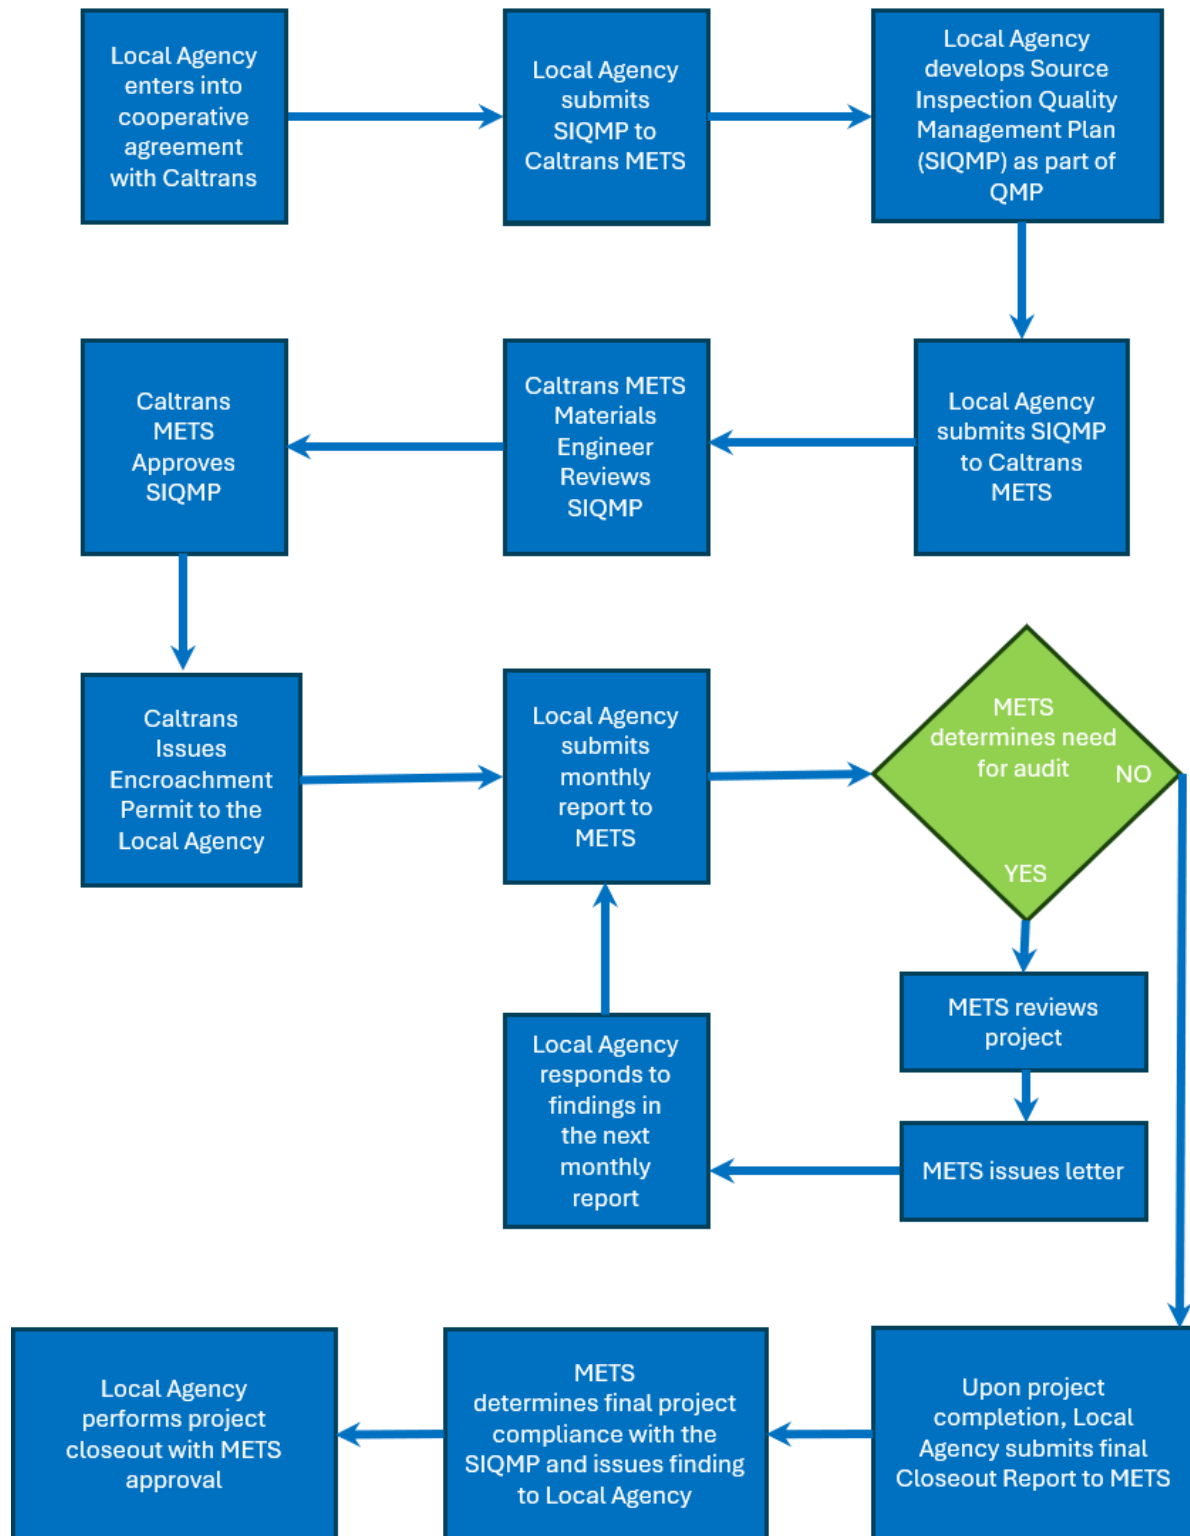 Local Agency
enters into
cooperative
agreement
with Caltrans
Local Agency
submits
SIQMP to
Caltrans METS
Local Agency
develops Source
Inspection Quality
Management Plan
(SIQMP) as part of
QMP
Local Agency
submits SIQMP
to Caltrans
METS
Caltrans METS
Materials
Engineer
Reviews
SIQMP
Caltrans
METS
Approves
SIQMP
Caltrans
Issues
Encroachment
Permit to the
Local Agency
Local Agency
submits
monthly
report to
METS
METS
determines need
for audit
NO
YES
METS reviews
project
METS issues letter
Local Agency
responds to
findings in
the next
monthly
report
Upon project
completion, Local
Agency submits final
Closeout Report to METS
METS
determines final project
compliance with the
SIQMP and issues finding
to Local Agency
Local Agency
performs project
closeout with METS
approval